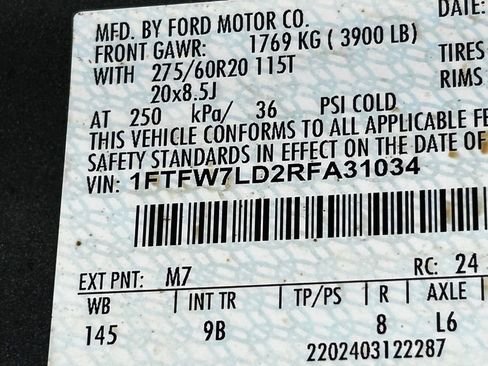 MFD. BY FORD MOTOR CO.
DATE:
FRONT GAWR: 1769 KG ( 3900 LB)
WITH 275/60R20 115T
TIRES
20x8.5J
RIMS
AT 250 kPa/ 36 PSI COLD
THIS VEHICLE CONFORMS TO ALL APPLICABLE FE
SAFETY STANDARDS IN EFFECT ON THE DATE OF
VIN: 1FTFW7LD2RFA31034
EXT PNT: M7
RC: 24
WB INT TR TP/PS R AXLE
145 9B 8 L6
2202403122287